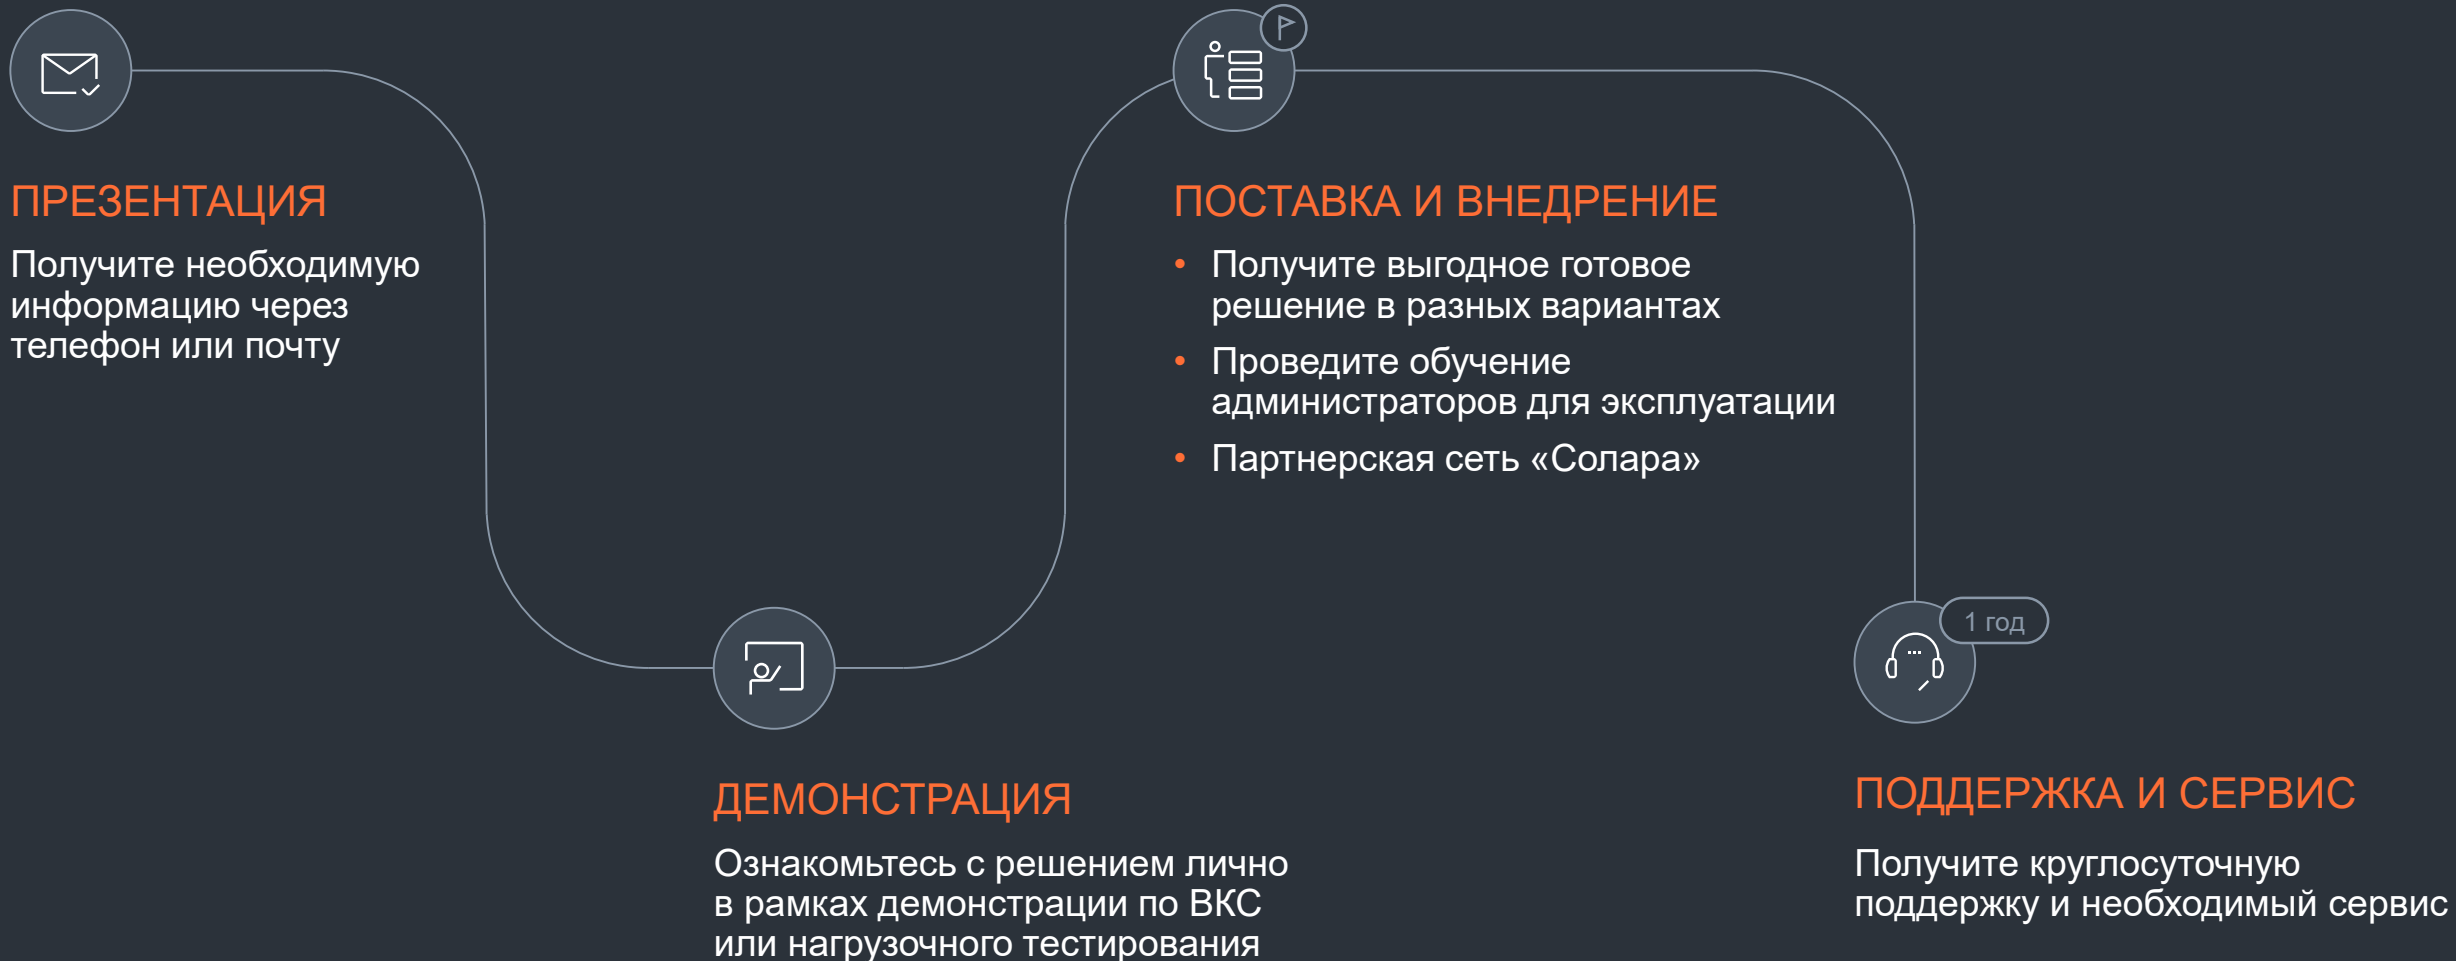 ПРЕЗЕНТАЦИЯ
Получите необходимую
информацию через
телефон или почту
ДЕМОНСТРАЦИЯ
Ознакомьтесь с решением лично
в рамках демонстрации по ВКС
или нагрузочного тестирования
ПОСТАВКА И ВНЕДРЕНИЕ
• Получите выгодное готовое
решение в разных вариантах
• Проведите обучение
администраторов для эксплуатации
• Партнерская сеть «Солара»
1 год
ПОДДЕРЖКА И СЕРВИС
Получите круглосуточную
поддержку и необходимый сервис